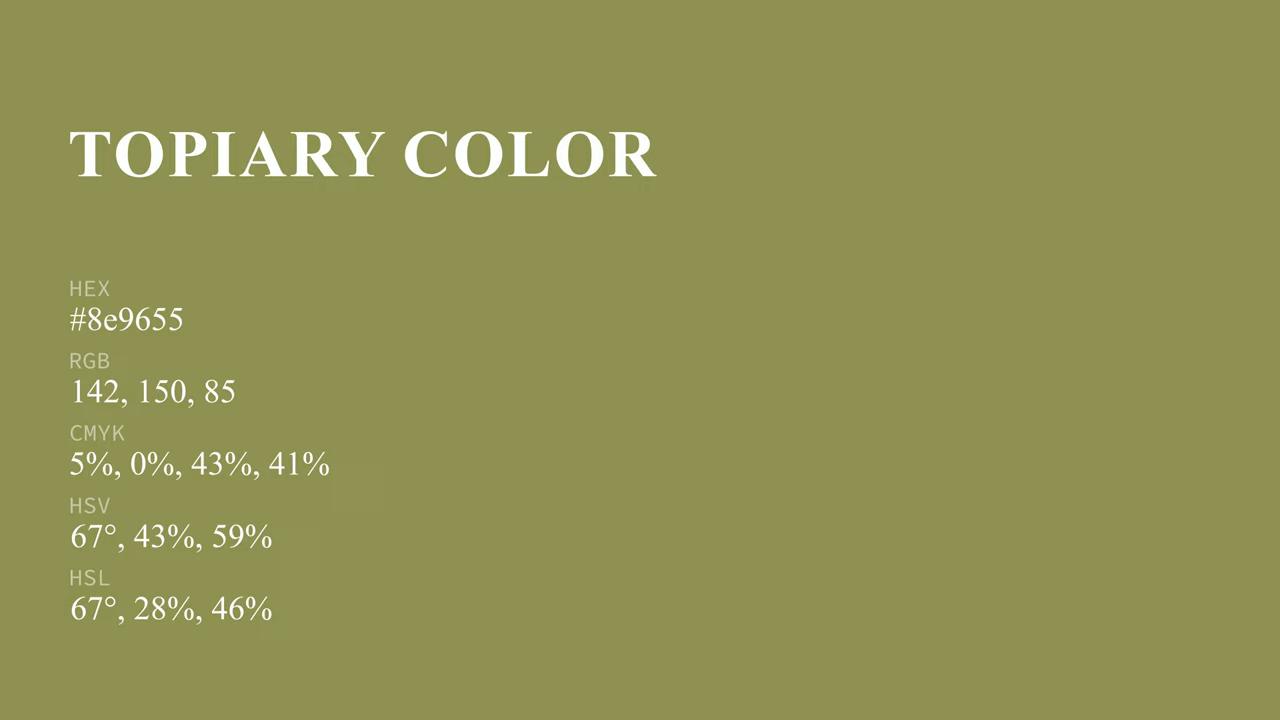 TOPIARY COLOR
HEX
#8e9655
RGB
142, 150, 85
CMYK
5%, 0%, 43%, 41%
HSV
67°, 43%, 59%
HSL
67°, 28%, 46%